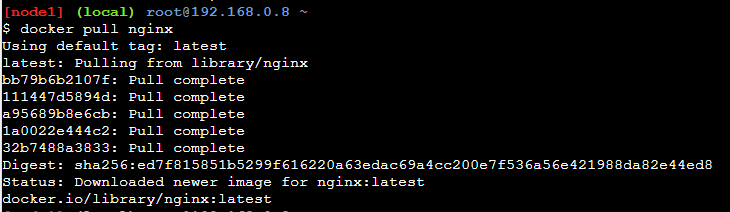 [node1] (local) root@192.168.0.8 ~
$ docker pull nginx
Using default tag: latest
latest: Pulling from library/nginx
bb79b6b2107f: Pull complete
111447d5894d: Pull complete
a95689b8e6cb: Pull complete
1a0022e444c2: Pull complete
32b7488a3833: Pull complete
Digest: sha256:ed7f815851b5299f616220a63edac69a4cc200e7f536a56e421988da82e44ed8
Status: Downloaded newer image for nginx:latest
docker.io/library/nginx:latest